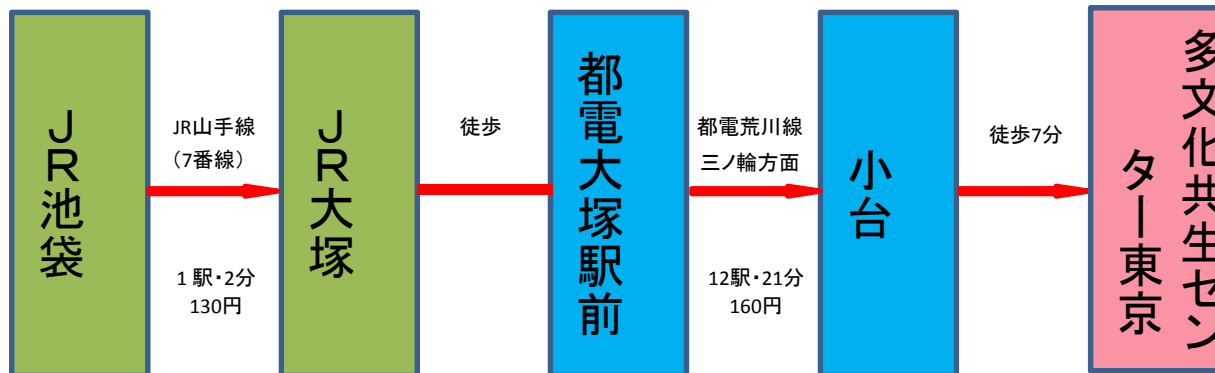 JR池袋
JR山手線
(7番線)
1 駅・2分
130円
JR大塚
徒歩
都電大塚駅前
都電荒川線
三ノ輪方面
12駅・21分
160円
小台
徒歩7分
多文化共生セン
ター東京